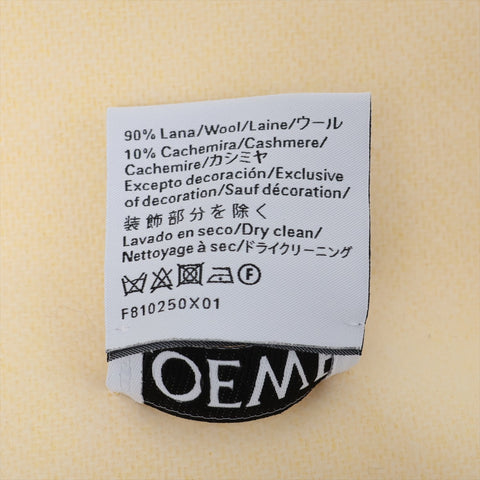 90% Lana/Wool/Laine/ウール
10% Cachemira/Cashmere/
Cachemire/カシミヤ
Excepto decoración/Exclusive
of decoration/Sauf décoration/
装飾部分を除く
Lavado en seco/Dry clean/
Nettoyage à sec/ドライクリーニング
F
F810250X01